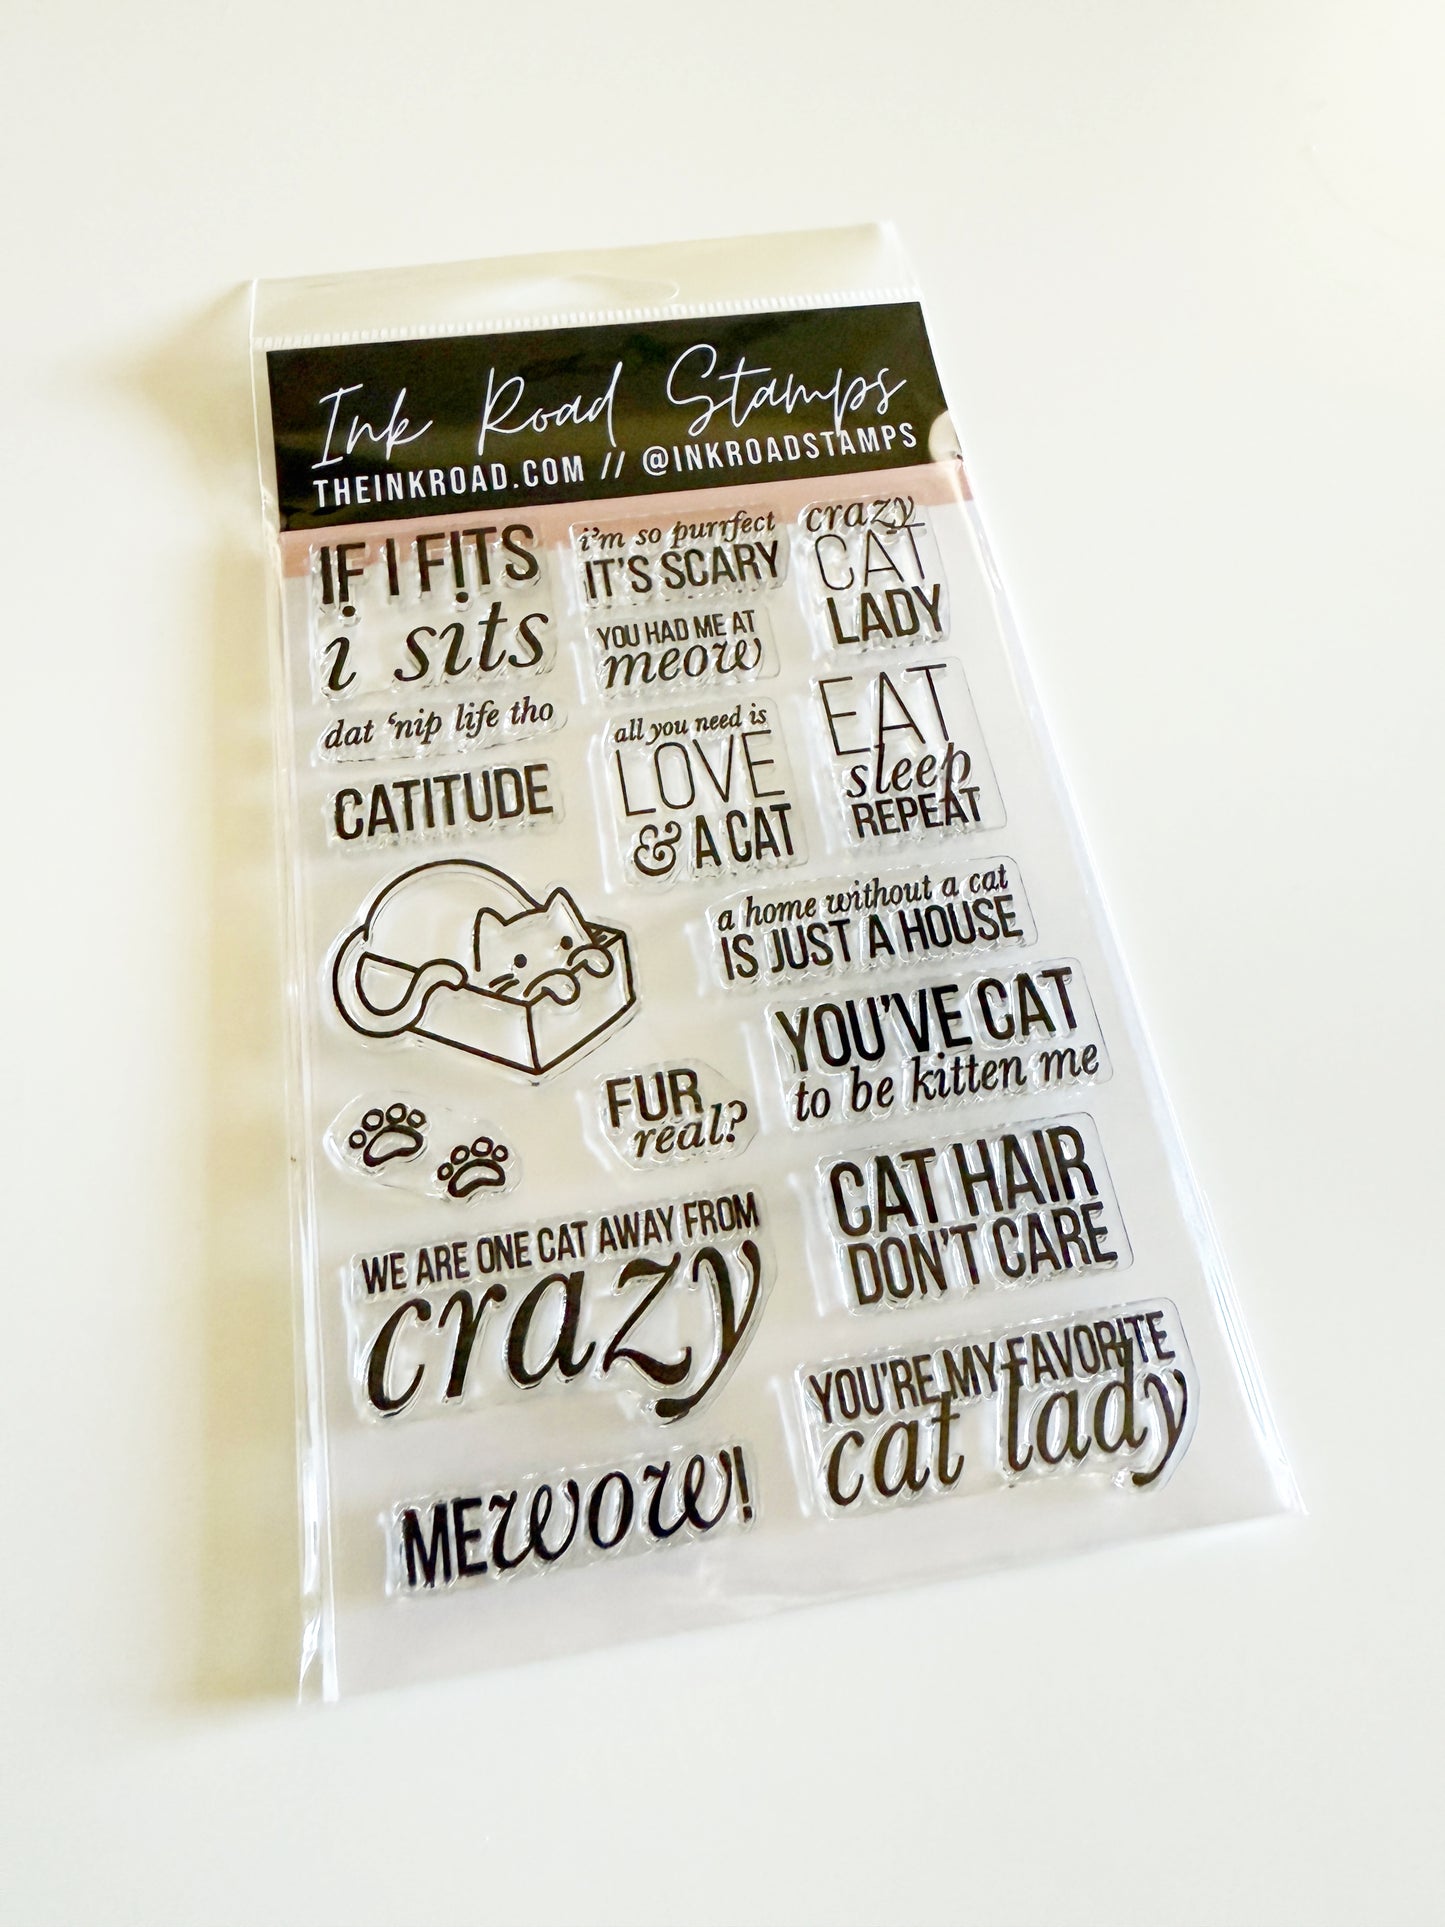 Ink Road Stamps
THEINKROAD.COM // @INKROADSTAMPS
IF I FITS
i sits
i'm so purrfect
IT'S SCARY
crazy
CAT
LADY
YOU HAD ME AT
meow
dat 'nip life tho
CATITUDE
all you need is
LOVE
& A CAT
EAT
sleep
REPEAT
a home without a cat
IS JUST A HOUSE
YOU'VE CAT
to be kitten me
FUR
real?
CAT HAIR
DON'T CARE
WE ARE ONE CAT AWAY FROM
crazy
YOU'RE MY FAVORITE
cat lady
MEwow!